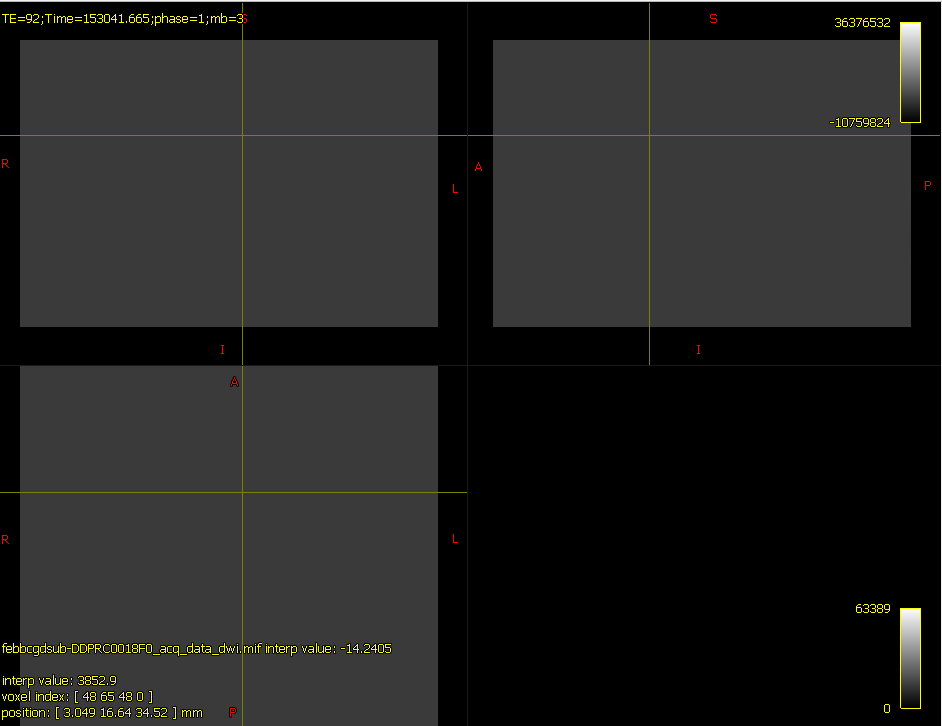 TE=92;Time=153041.665;phase=1;mb=3
S
S
36376532
-10759824
R
L
A
P
I
I
A
R
L
63389
febbcgdsub-DDPRC0018F0_acq_data_dwi.mif interp value: -14.2405
interp value: 3852.9
voxel index: [ 48 65 48 0 ]
position: [ 3.049 16.64 34.52 ] mm
P
0